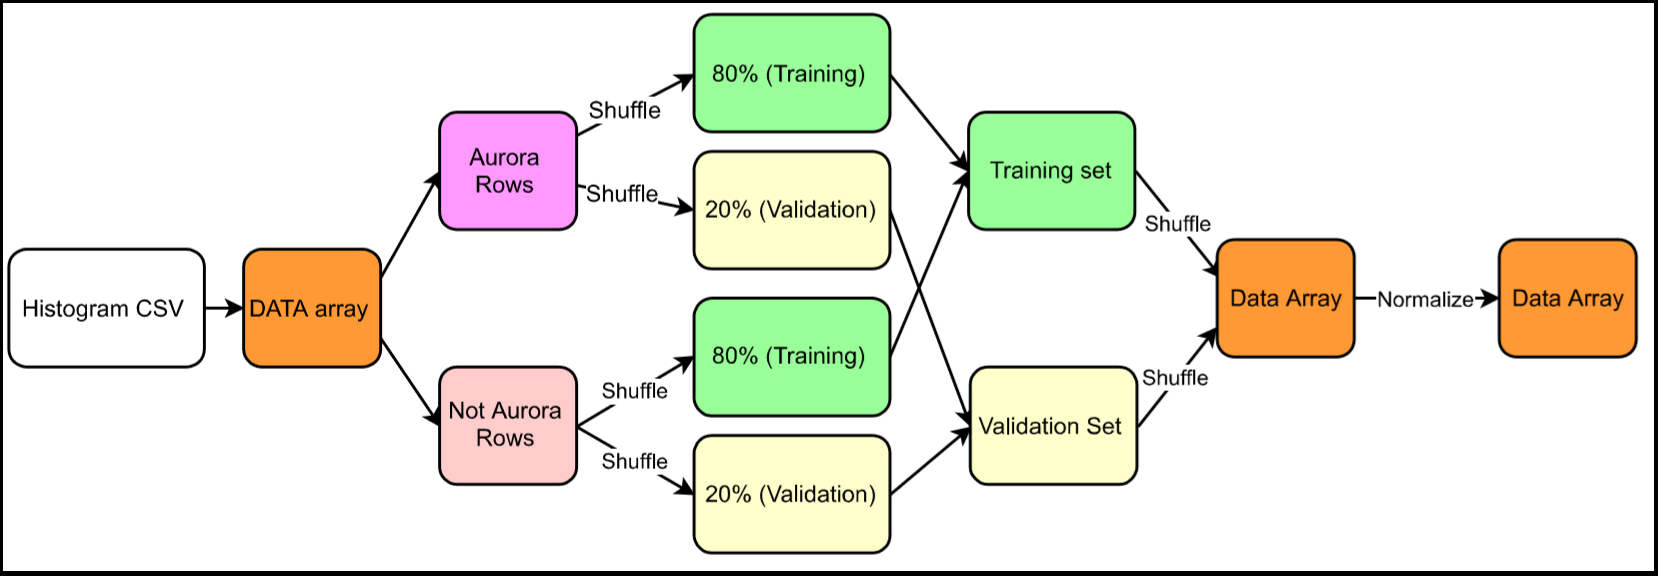 Histogram CSV
DATA array
Aurora
Rows
Not Aurora
Rows
Shuffle
Shuffle
Shuffle
Shuffle
80% (Training)
20% (Validation)
80% (Training)
20% (Validation)
Training set
Validation Set
Shuffle
Shuffle
Data Array
Normalize
Data Array